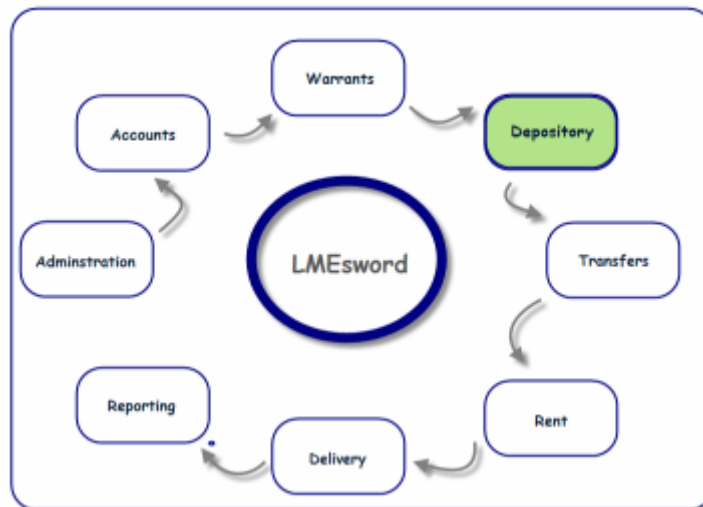 Warrants
Accounts
Depository
Adminstration
LMEsword
Transfers
Reporting
Rent
Delivery